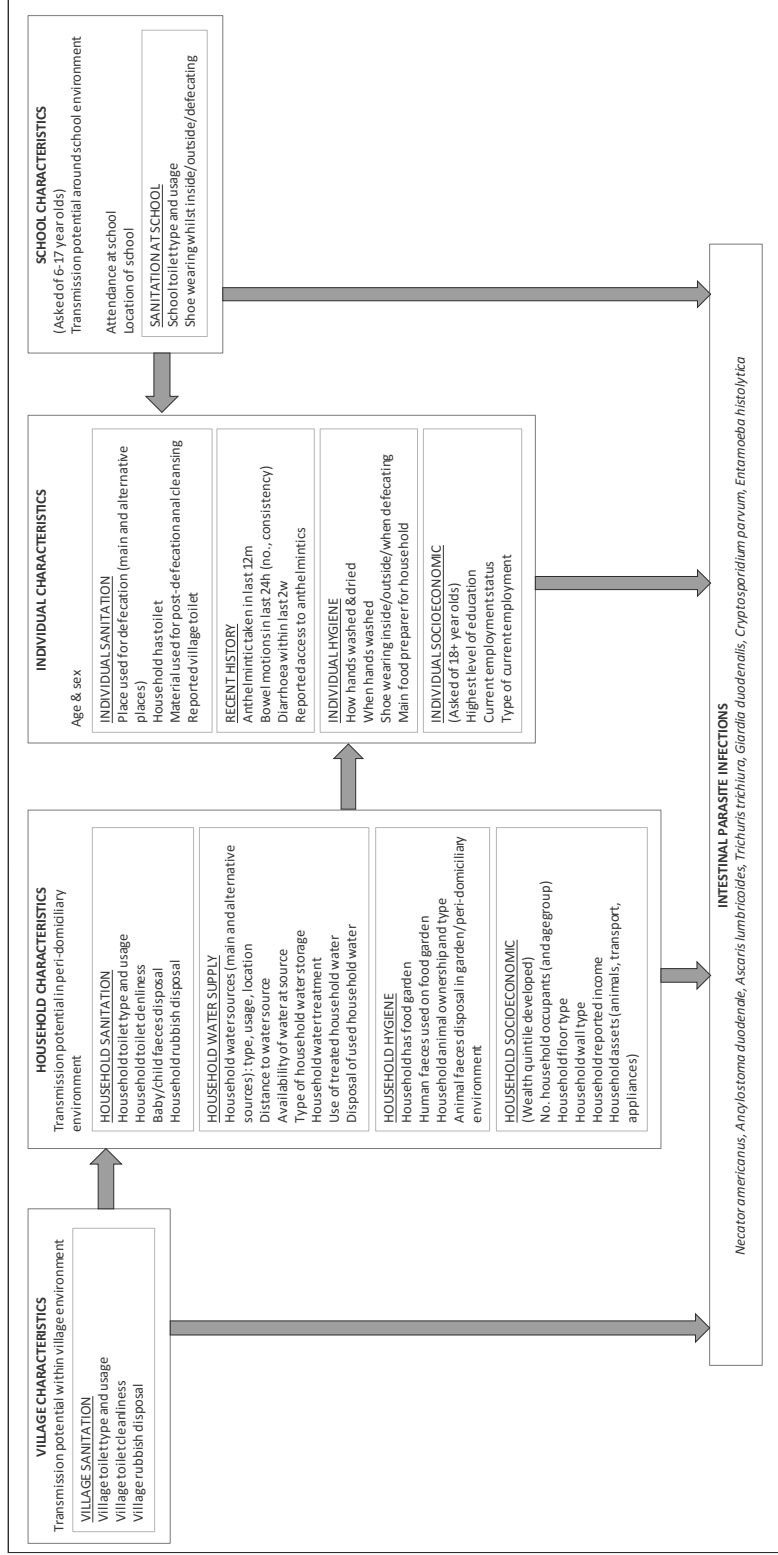 VILLAGE CHARACTERISTICS
Transmission potential within village environment
VILLAGE SANITATION
Village toilet type and usage
Village toilet cleanliness
Village rubbish disposal
HOUSEHOLD CHARACTERISTICS
Transmission potential in peri-domiciliary
environment
HOUSEHOLD SANITATION
Household toilet type and usage
Household toilet cleanliness
Baby/child faeces disposal
Household rubbish disposal
HOUSEHOLD WATER SUPPLY
Household water sources (main and alternative
sources): type, usage, location
Distance to water source
Availability of water at source
Type of household water storage
Household water treatment
Use of treated household water
Disposal of used household water
HOUSEHOLD HYGIENE
Household has food garden
Human faeces used on food garden
Household animal ownership and type
Animal faeces disposal in garden/peri-domiciliary
environment
HOUSEHOLD SOCIOECONOMIC
(Wealth quintile developed)
No. household occupants (and age group)
Household floor type
Household wall type
Household reported income
Household assets (animals, transport,
appliances)
INDIVIDUAL CHARACTERISTICS
Age & sex
INDIVIDUAL SANITATION
Place used for defecation (main and alternative
places)
Household has toilet
Material used for post-defecation anal cleansing
Reported village toilet
RECENT HISTORY
Anthelmintic taken in last 12m
Bowel motions in last 24h (no., consistency)
Diarrhoea within last 2w
Reported access to anthelmintics
INDIVIDUAL HYGIENE
How hands washed & dried
When hands washed
Shoe wearing inside/outside/when defecating
Main food preparer for household
INDIVIDUAL SOCIOECONOMIC
(Asked of 18+ year olds)
Highest level of education
Current employment status
Type of current employment
SCHOOL CHARACTERISTICS
(Asked of 6-17 year olds)
Transmission potential around school environment
Attendance at school
Location of school
SANITATION AT SCHOOL
School toilet type and usage
Shoe wearing whilst inside/outside/defecating
INTESTINAL PARASITE INFECTIONS
Necator americanus, Ancylostoma duodenale, Ascaris lumbricoides, Trichuris trichiura, Giardia duodenalis, Cryptosporidium parvum, Entamoeba histolytica